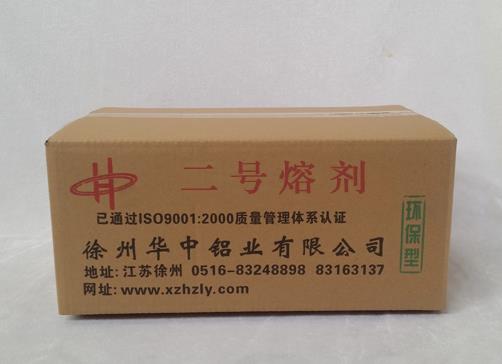 二号熔剂
已通过ISO9001:2000质量管理体系认证
徐州华中铝业有限公司
地址: 江苏徐州 0516-83248898 83163137
网址: www.xzhzly.com
环保型